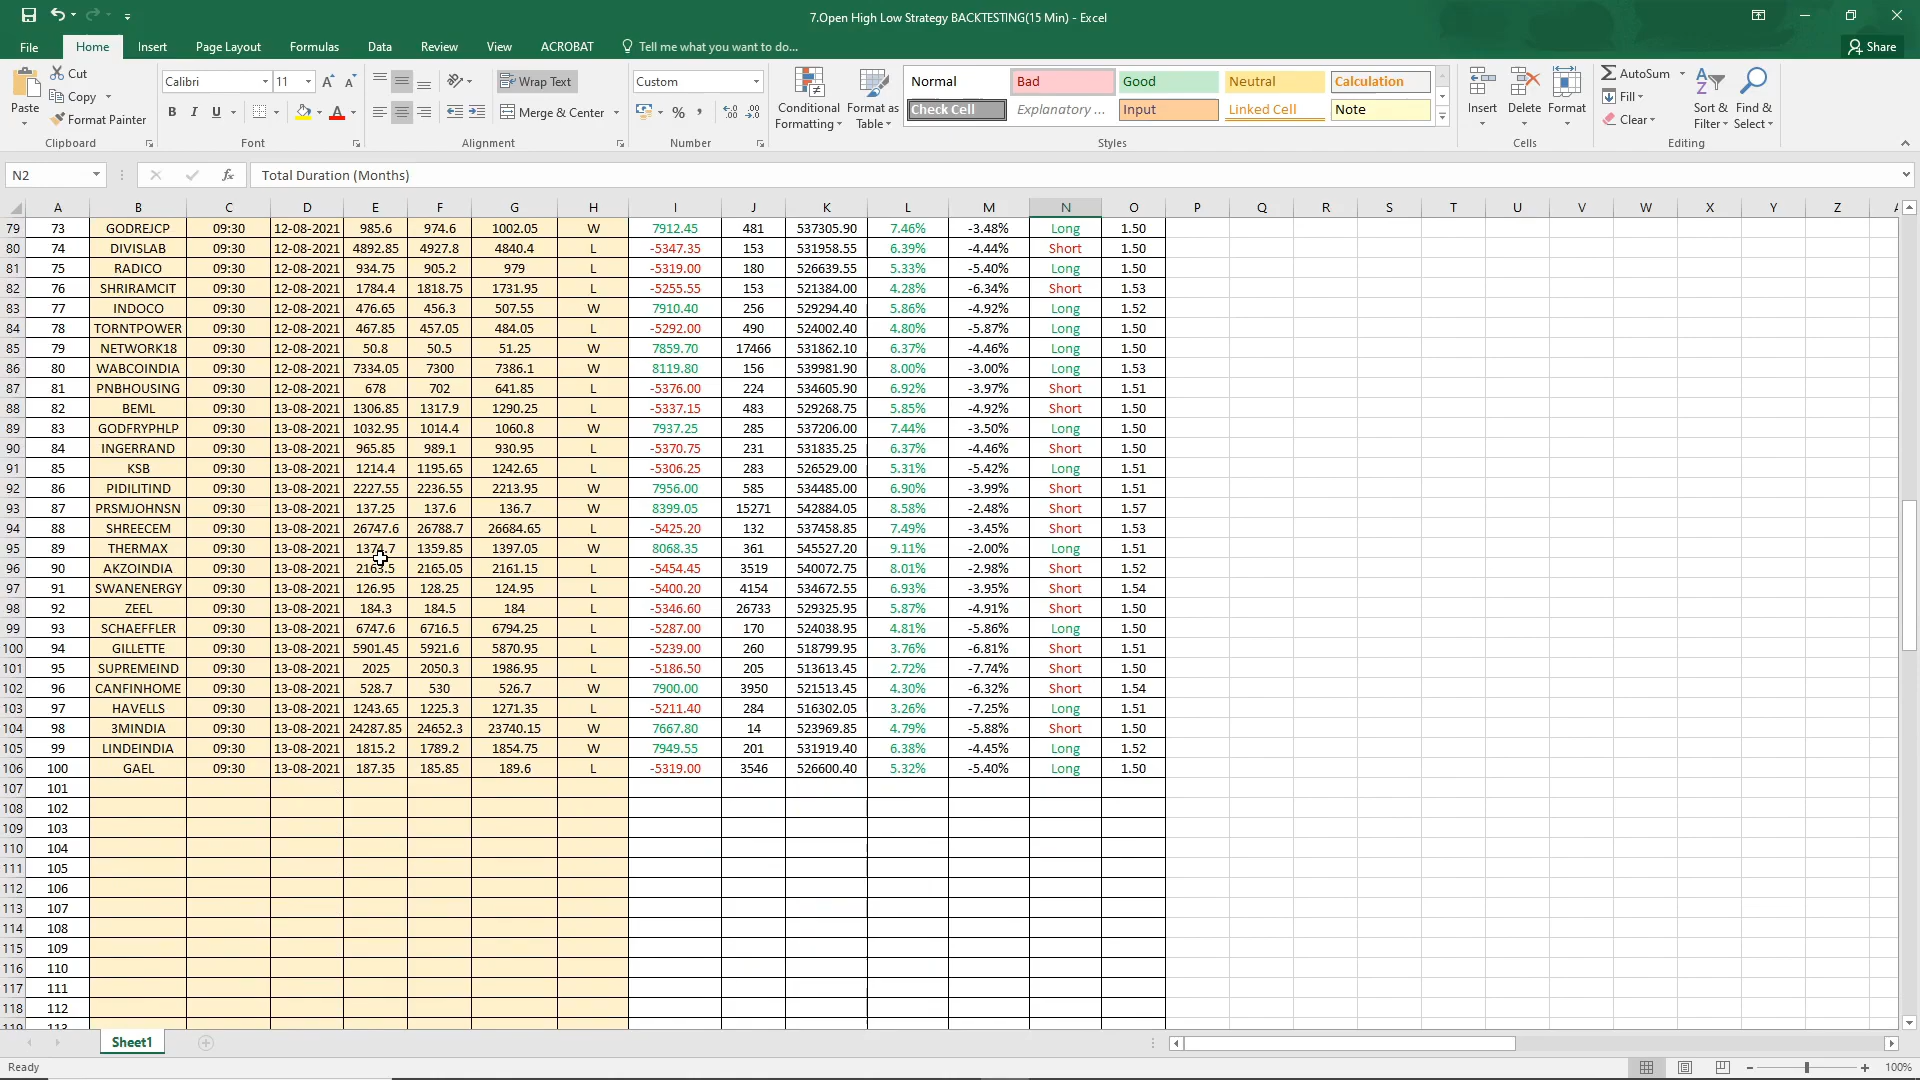 7.Open High Low Strategy BACKTESTING(15 Min) - Excel
File Home Insert Page Layout Formulas Data Review View ACROBAT Tell me what you want to do... Share
Cut Calibri 11 Wrap Text Custom Normal Bad Good Neutral Calculation AutoSum
Paste Copy Conditional Formatting Format as Table Insert Delete Format Fill Sort & Filter Find & Select
Format Painter B I U Merge & Center % Check Cell Explanatory ... Input Linked Cell Note Clear
Clipboard Font Alignment Number Styles Cells Editing
N2 fx Total Duration (Months)
A B C D E F G H I J K L M N O P Q R S T U V W X Y Z
79 73 GODREJCP 09:30 12-08-2021 985.6 974.6 1002.05 W 7912.45 481 537305.90 7.46% -3.48% Long 1.50
80 74 DIVISLAB 09:30 12-08-2021 4892.85 4927.8 4840.4 L -5347.35 153 531958.55 6.39% -4.44% Short 1.50
81 75 RADICO 09:30 12-08-2021 934.75 905.2 979 L -5319.00 180 526639.55 5.33% -5.40% Long 1.50
82 76 SHRIRAMCIT 09:30 12-08-2021 1784.4 1818.75 1731.95 L -5255.55 153 521384.00 4.28% -6.34% Short 1.53
83 77 INDOCO 09:30 12-08-2021 476.65 456.3 507.55 W 7910.40 256 529294.40 5.86% -4.92% Long 1.52
84 78 TORNTPOWER 09:30 12-08-2021 467.85 457.05 484.05 L -5292.00 490 524002.40 4.80% -5.87% Long 1.50
85 79 NETWORK18 09:30 12-08-2021 50.8 50.5 51.25 W 7859.70 17466 531862.10 6.37% -4.46% Long 1.50
86 80 WABCOINDIA 09:30 12-08-2021 7334.05 7300 7386.1 W 8119.80 156 539981.90 8.00% -3.00% Long 1.53
87 81 PNBHOUSING 09:30 12-08-2021 678 702 641.85 L -5376.00 224 534605.90 6.92% -3.97% Short 1.51
88 82 BEML 09:30 13-08-2021 1306.85 1317.9 1290.25 L -5337.15 483 529268.75 5.85% -4.92% Short 1.50
89 83 GODFRYPHLP 09:30 13-08-2021 1032.95 1014.4 1060.8 W 7937.25 285 537206.00 7.44% -3.50% Long 1.50
90 84 INGERRAND 09:30 13-08-2021 965.85 989.1 930.95 L -5370.75 231 531835.25 6.37% -4.46% Short 1.50
91 85 KSB 09:30 13-08-2021 1214.4 1195.65 1242.65 L -5306.25 283 526529.00 5.31% -5.42% Long 1.51
92 86 PIDILITIND 09:30 13-08-2021 2227.55 2236.55 2213.95 W 7956.00 585 534485.00 6.90% -3.99% Short 1.51
93 87 PRSMJOHNSN 09:30 13-08-2021 137.25 137.6 136.7 W 8399.05 15271 542884.05 8.58% -2.48% Short 1.57
94 88 SHREECEM 09:30 13-08-2021 26747.6 26788.7 26684.65 L -5425.20 132 537458.85 7.49% -3.45% Short 1.53
95 89 THERMAX 09:30 13-08-2021 1374.7 1359.85 1397.05 W 8068.35 361 545527.20 9.11% -2.00% Long 1.51
96 90 AKZOINDIA 09:30 13-08-2021 2163.5 2165.05 2161.15 L -5454.45 3519 540072.75 8.01% -2.98% Short 1.52
97 91 SWANENERGY 09:30 13-08-2021 126.95 128.25 124.95 L -5400.20 4154 534672.55 6.93% -3.95% Short 1.54
98 92 ZEEL 09:30 13-08-2021 184.3 184.5 184 L -5346.60 26733 529325.95 5.87% -4.91% Short 1.50
99 93 SCHAEFFLER 09:30 13-08-2021 6747.6 6716.5 6794.25 L -5287.00 170 524038.95 4.81% -5.86% Long 1.50
100 94 GILLETTE 09:30 13-08-2021 5901.45 5921.6 5870.95 L -5239.00 260 518799.95 3.76% -6.81% Short 1.51
101 95 SUPREMEIND 09:30 13-08-2021 2025 2050.3 1986.95 L -5186.50 205 513613.45 2.72% -7.74% Short 1.50
102 96 CANFINHOME 09:30 13-08-2021 528.7 530 526.7 W 7900.00 3950 521513.45 4.30% -6.32% Short 1.54
103 97 HAVELLS 09:30 13-08-2021 1243.65 1225.3 1271.35 L -5211.40 284 516302.05 3.26% -7.25% Long 1.51
104 98 3MINDIA 09:30 13-08-2021 24287.85 24652.3 23740.15 W 7667.80 14 523969.85 4.79% -5.88% Short 1.50
105 99 LINDEINDIA 09:30 13-08-2021 1815.2 1789.2 1854.75 W 7949.55 201 531919.40 6.38% -4.45% Long 1.52
106 100 GAEL 09:30 13-08-2021 187.35 185.85 189.6 L -5319.00 3546 526600.40 5.32% -5.40% Long 1.50
107 101
108 102
109 103
110 104
111 105
112 106
113 107
114 108
115 109
116 110
117 111
118 112
119 113
Sheet1
Ready 100%